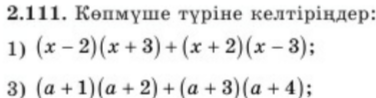 2.111. Көпмүше түріне келтіріңдер:
1) (x − 2)(x + 3) + (x + 2)(x − 3);
3) (a + 1)(a + 2) + (a + 3)(a + 4);